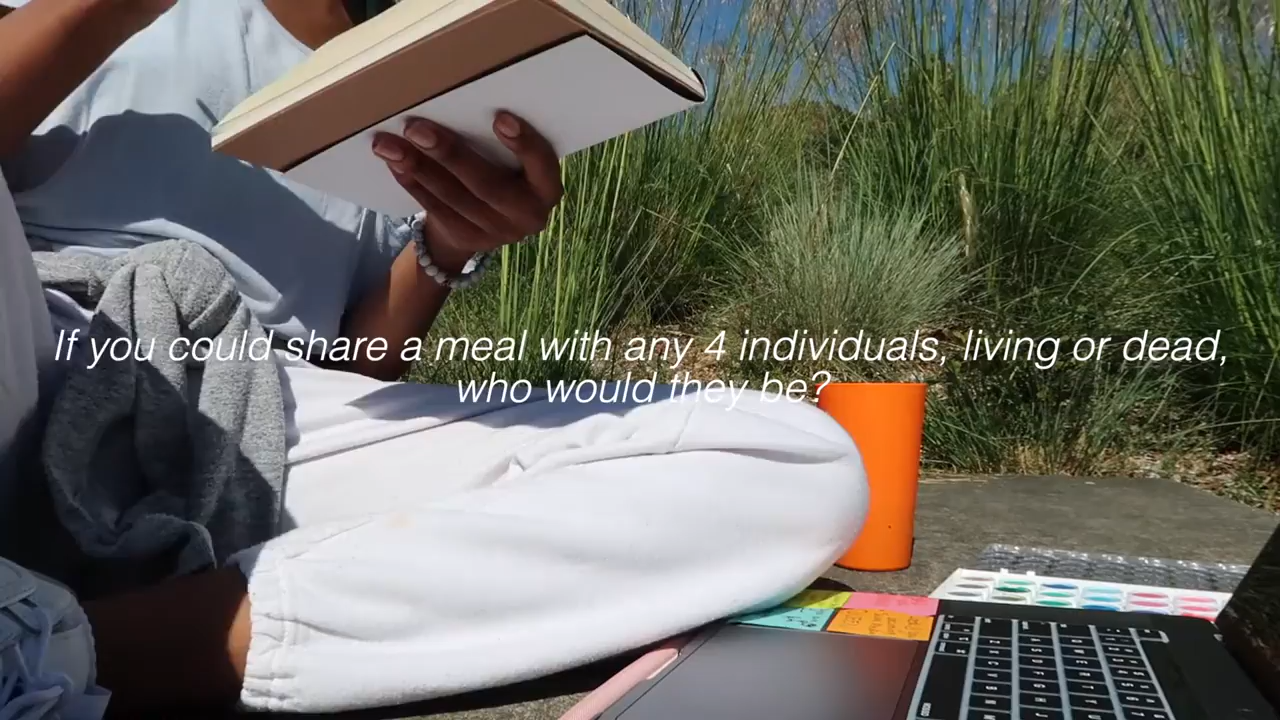 If you could share a meal with any 4 individuals, living or dead,
who would they be?